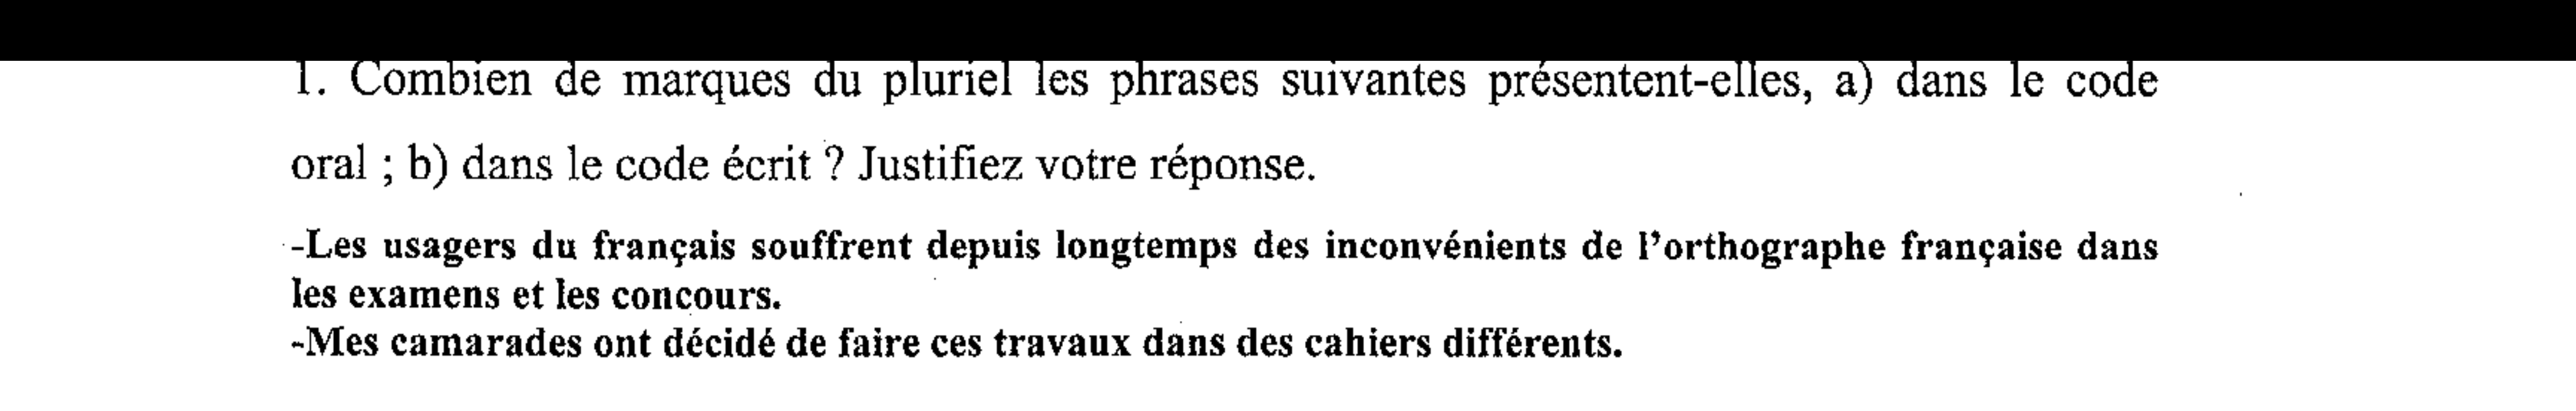 1. Combien de marques du pluriel les phrases suivantes présentent-elles, a) dans le code
oral ; b) dans le code écrit ? Justifiez votre réponse.
-Les usagers du français souffrent depuis longtemps des inconvénients de l'orthographe française dans
les examens et les concours.
-Mes camarades ont décidé de faire ces travaux dans des cahiers différents.